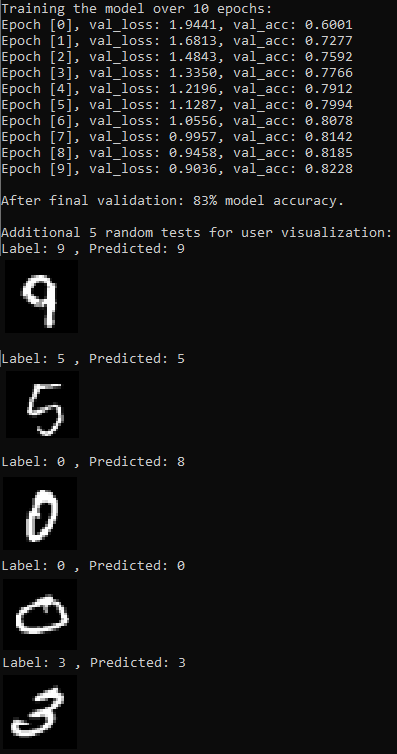 Training the model over 10 epochs:
Epoch [0], val_loss: 1.9441, val_acc: 0.6001
Epoch [1], val_loss: 1.6813, val_acc: 0.7277
Epoch [2], val_loss: 1.4843, val_acc: 0.7592
Epoch [3], val_loss: 1.3350, val_acc: 0.7766
Epoch [4], val_loss: 1.2196, val_acc: 0.7912
Epoch [5], val_loss: 1.1287, val_acc: 0.7994
Epoch [6], val_loss: 1.0556, val_acc: 0.8078
Epoch [7], val_loss: 0.9957, val_acc: 0.8142
Epoch [8], val_loss: 0.9458, val_acc: 0.8185
Epoch [9], val_loss: 0.9036, val_acc: 0.8228
After final validation: 83% model accuracy.
Additional 5 random tests for user visualization:
Label: 9 , Predicted: 9
9
Label: 5 , Predicted: 5
5
Label: 0 , Predicted: 8
0
Label: 0 , Predicted: 0
0
Label: 3 , Predicted: 3
3